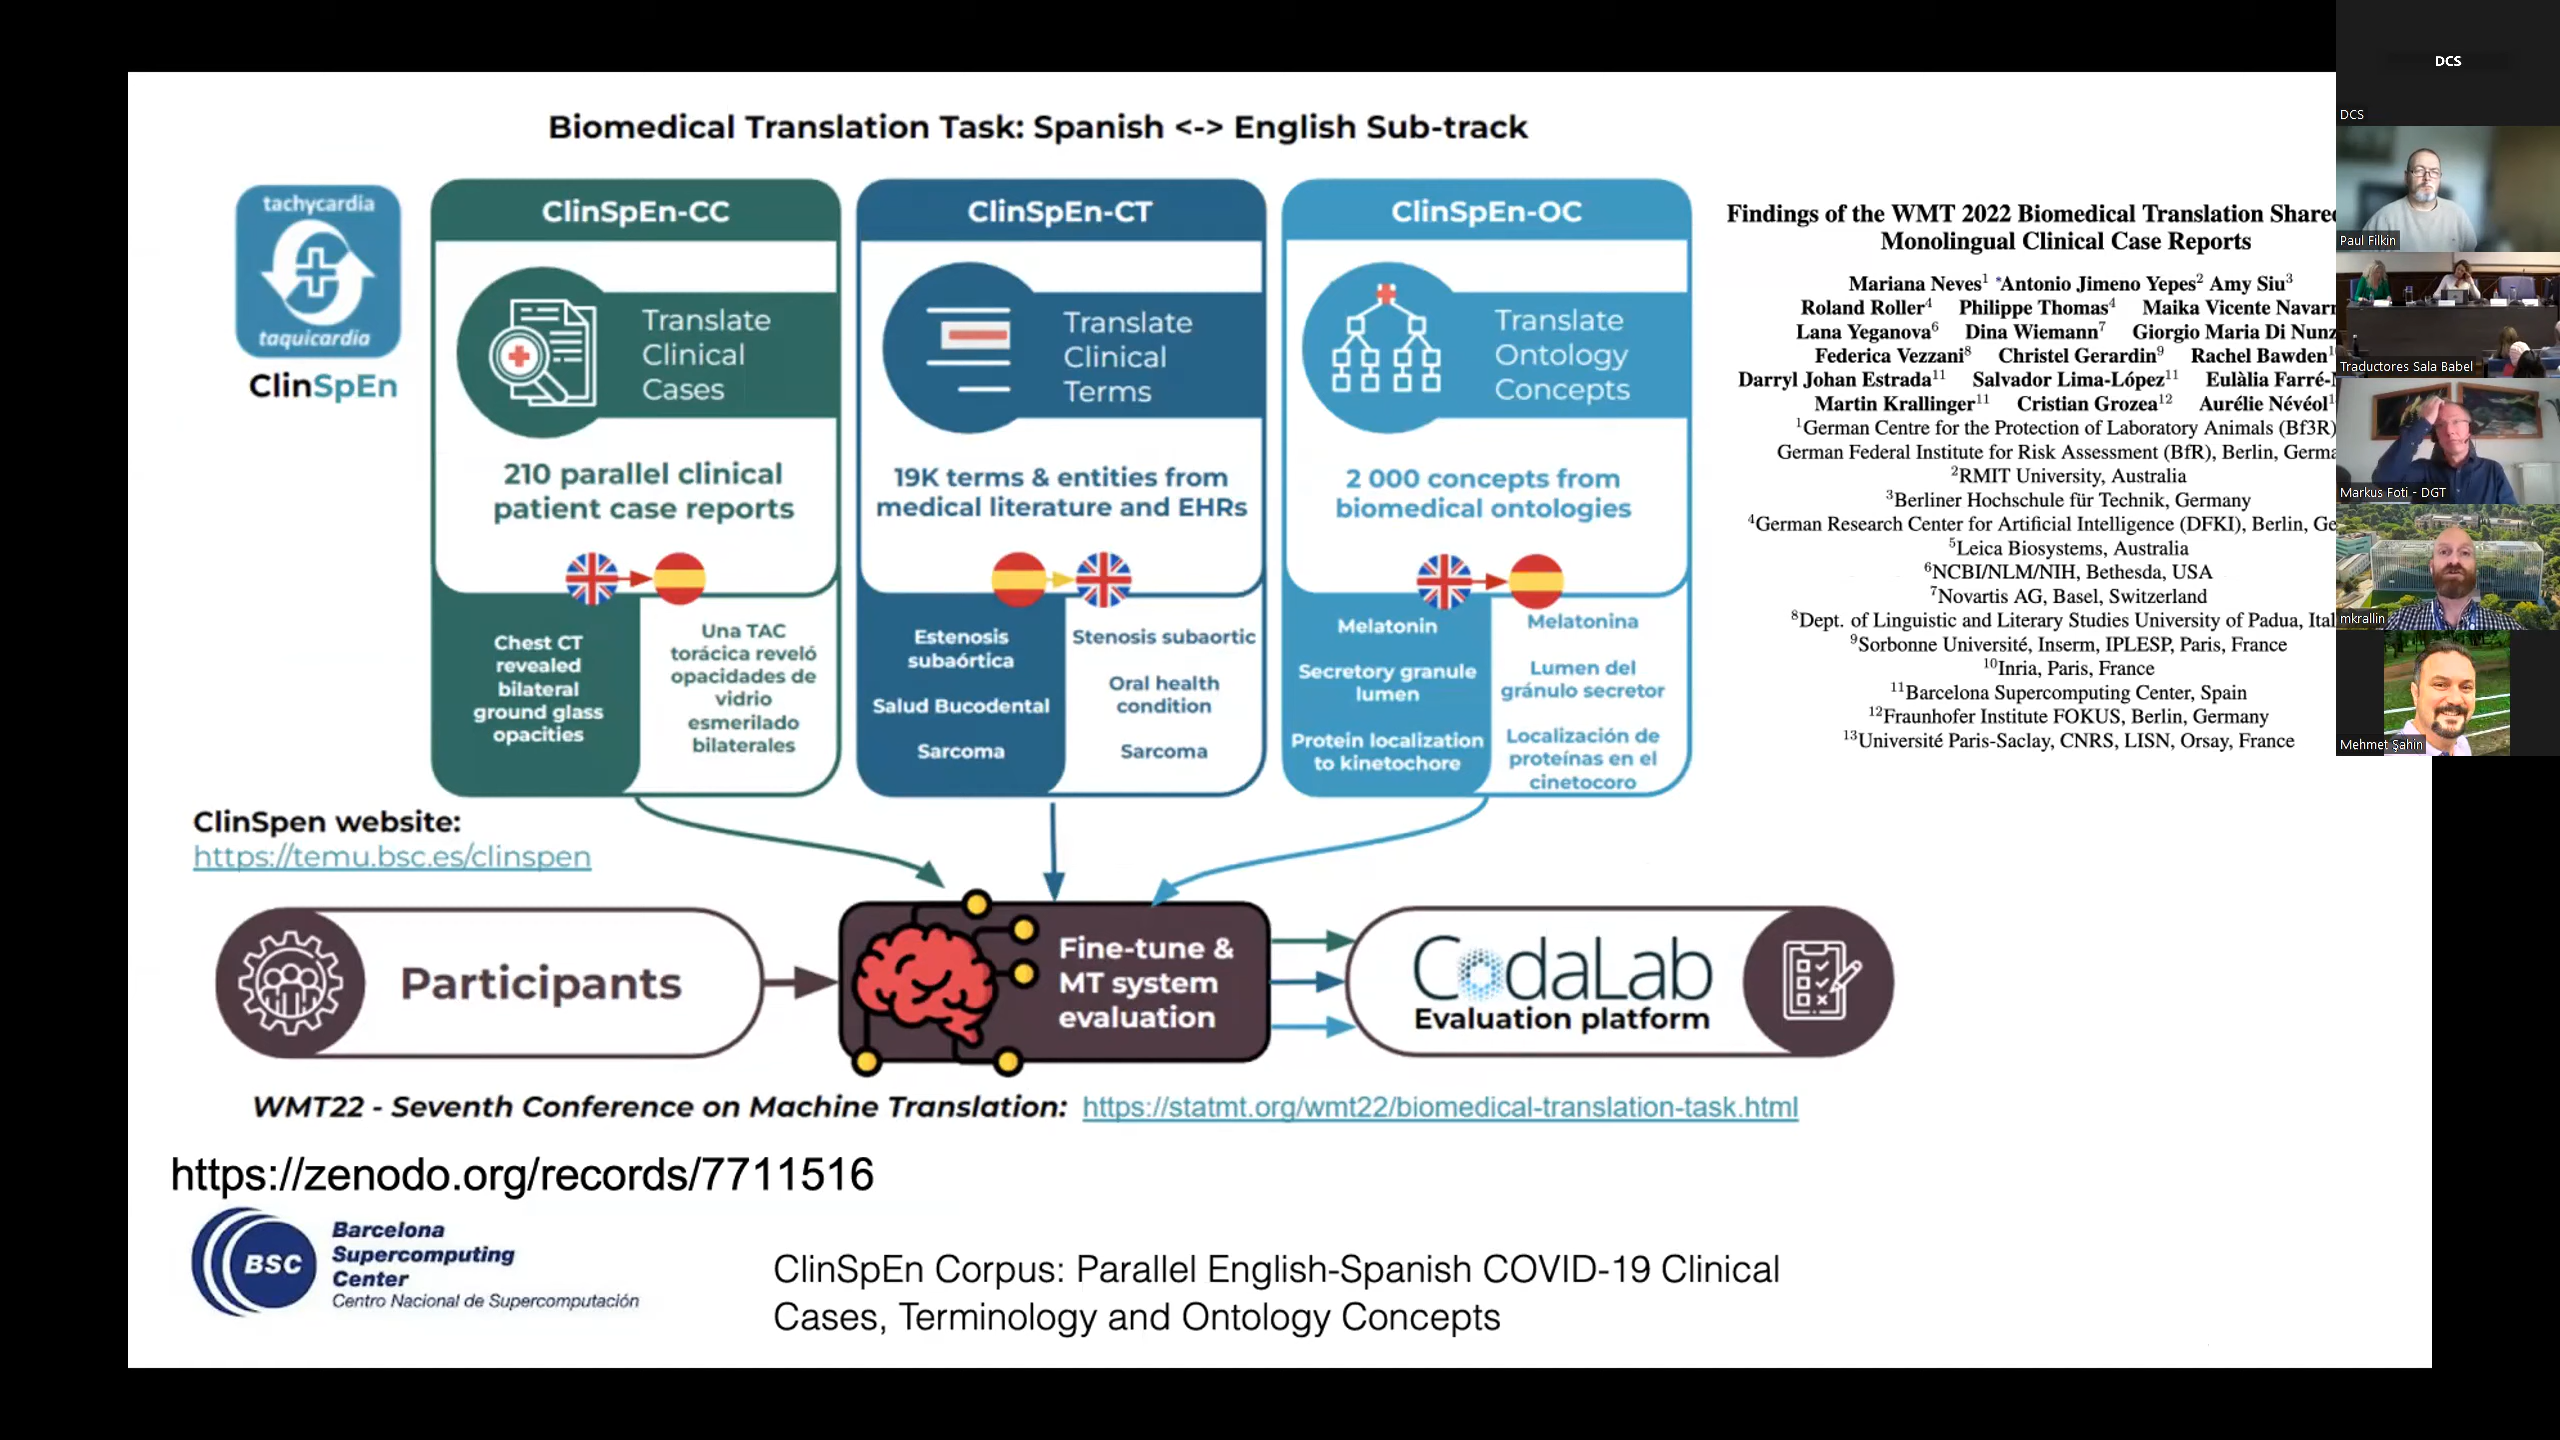 Biomedical Translation Task: Spanish <-> English Sub-track
tachycardia
taquicardia
ClinSpEn
ClinSpEn-CC
Translate
Clinical
Cases
210 parallel clinical
patient case reports
Chest CT
revealed
bilateral
ground glass
opacities
Una TAC
torácica reveló
opacidades de
vidrio
esmerilado
bilaterales
ClinSpEn-CT
Translate
Clinical
Terms
19K terms & entities from
medical literature and EHRs
Estenosis
subaórtica
Salud Bucodental
Sarcoma
Stenosis subaortic
Oral health
condition
Sarcoma
ClinSpEn-OC
Translate
Ontology
Concepts
2 000 concepts from
biomedical ontologies
Melatonin
Secretory granule
lumen
Protein localization
to kinetochore
Melatonina
Lumen del
gránulo secretor
Localización de
proteínas en el
cinetocoro
Findings of the WMT 2022 Biomedical Translation Share
Monolingual Clinical Case Reports
Mariana Neves1 *Antonio Jimeno Yepes2 Amy Siu3
Roland Roller4 Philippe Thomas4 Maika Vicente Navarr
Lana Yeganova6 Dina Wiemann7 Giorgio Maria Di Nunz
Federica Vezzani8 Christel Gerardin9 Rachel Bawden1
Darryl Johan Estrada11 Salvador Lima-López11 Eulàlia Farré-
Martin Krallinger11 Cristian Grozea12 Aurélie Névéol1
1German Centre for the Protection of Laboratory Animals (Bf3R)
German Federal Institute for Risk Assessment (BfR), Berlin, Germa
2RMIT University, Australia
3Berliner Hochschule für Technik, Germany
4German Research Center for Artificial Intelligence (DFKI), Berlin, Ge
5Leica Biosystems, Australia
6NCBI/NLM/NIH, Bethesda, USA
7Novartis AG, Basel, Switzerland
8Dept. of Linguistic and Literary Studies University of Padua, Ital
9Sorbonne Université, Inserm, IPLESP, Paris, France
10Inria, Paris, France
11Barcelona Supercomputing Center, Spain
12Fraunhofer Institute FOKUS, Berlin, Germany
13Université Paris-Saclay, CNRS, LISN, Orsay, France
DCS
DCS
Paul Filkin
Traductores Sala Babel
Markus Foti - DGT
mkrallin
Mehmet Şahin
ClinSpen website:
https://temu.bsc.es/clinspen
Participants
Fine-tune &
MT system
evaluation
CodaLab
Evaluation platform
WMT22 - Seventh Conference on Machine Translation: https://statmt.org/wmt22/biomedical-translation-task.html
https://zenodo.org/records/7711516
BSC
Barcelona
Supercomputing
Center
Centro Nacional de Supercomputación
ClinSpEn Corpus: Parallel English-Spanish COVID-19 Clinical
Cases, Terminology and Ontology Concepts